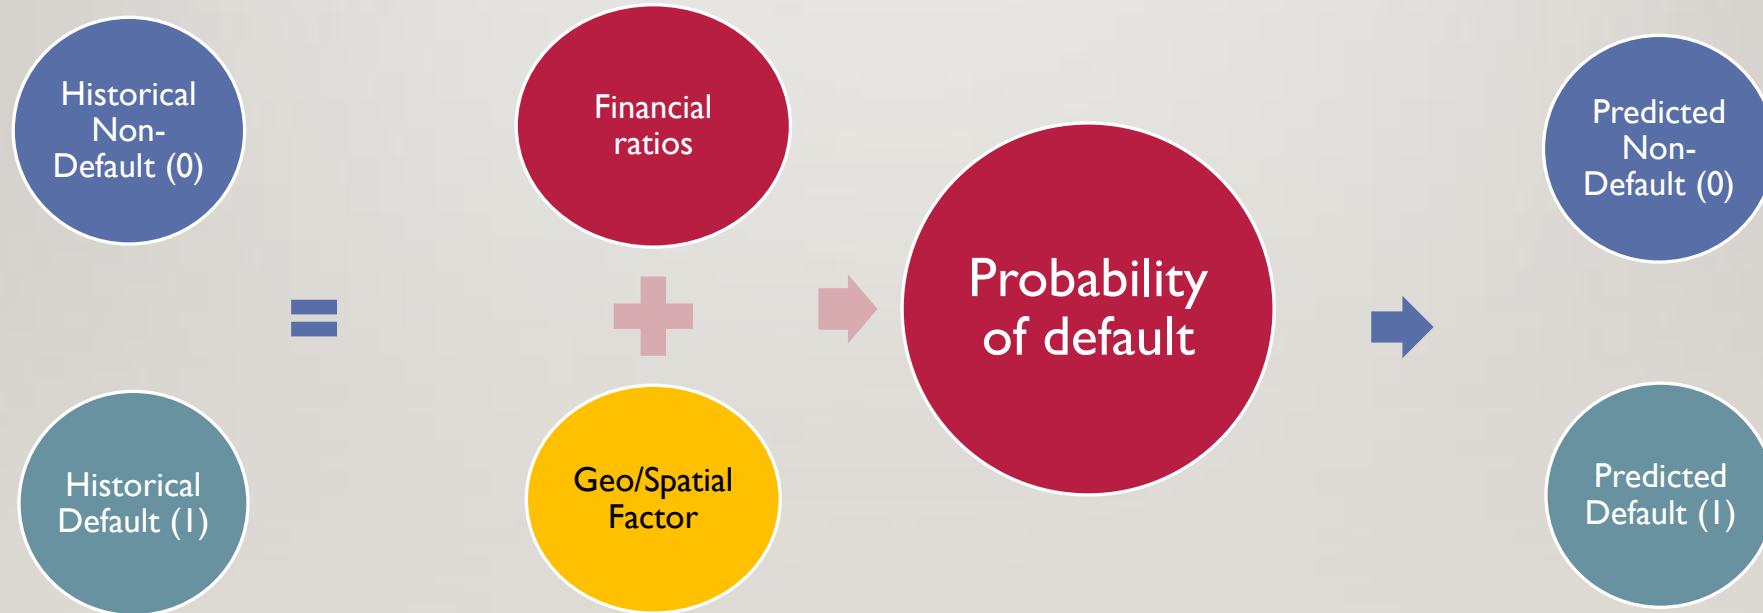 Historical
Non-
Default (0)
Historical
Default (1)
Financial
ratios
Geo/Spatial
Factor
Probability
of default
Predicted
Non-
Default (0)
Predicted
Default (1)